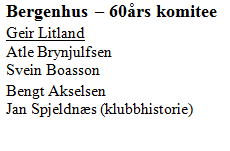 Bergenhus – 60års komitee
Geir Litland
Atle Brynjulfsen
Svein Boasson
Bengt Akselsen
Jan Spjeldnæs (klubbhistorie)